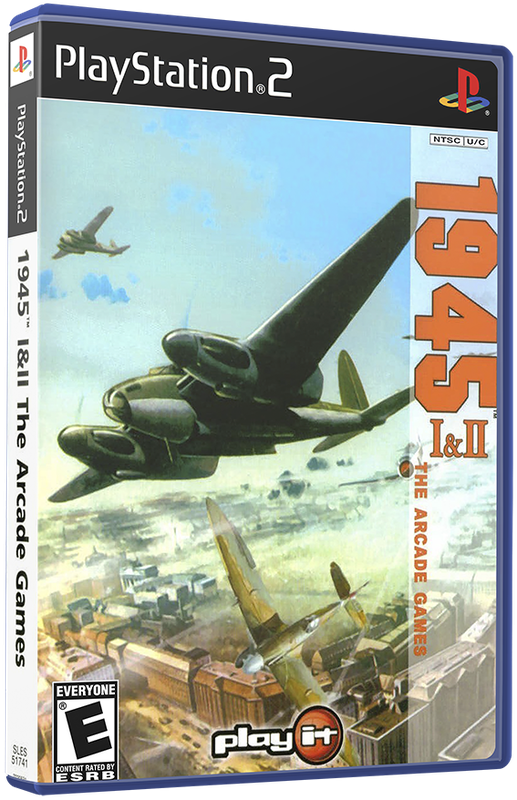 PlayStation.2
1945™ I&II The Arcade Games
SLES
51741
PlayStation®2
NTSC U/C
1945™
I&II
THE ARCADE GAMES
EVERYONE
E
CONTENT RATED BY
ESRB
play it